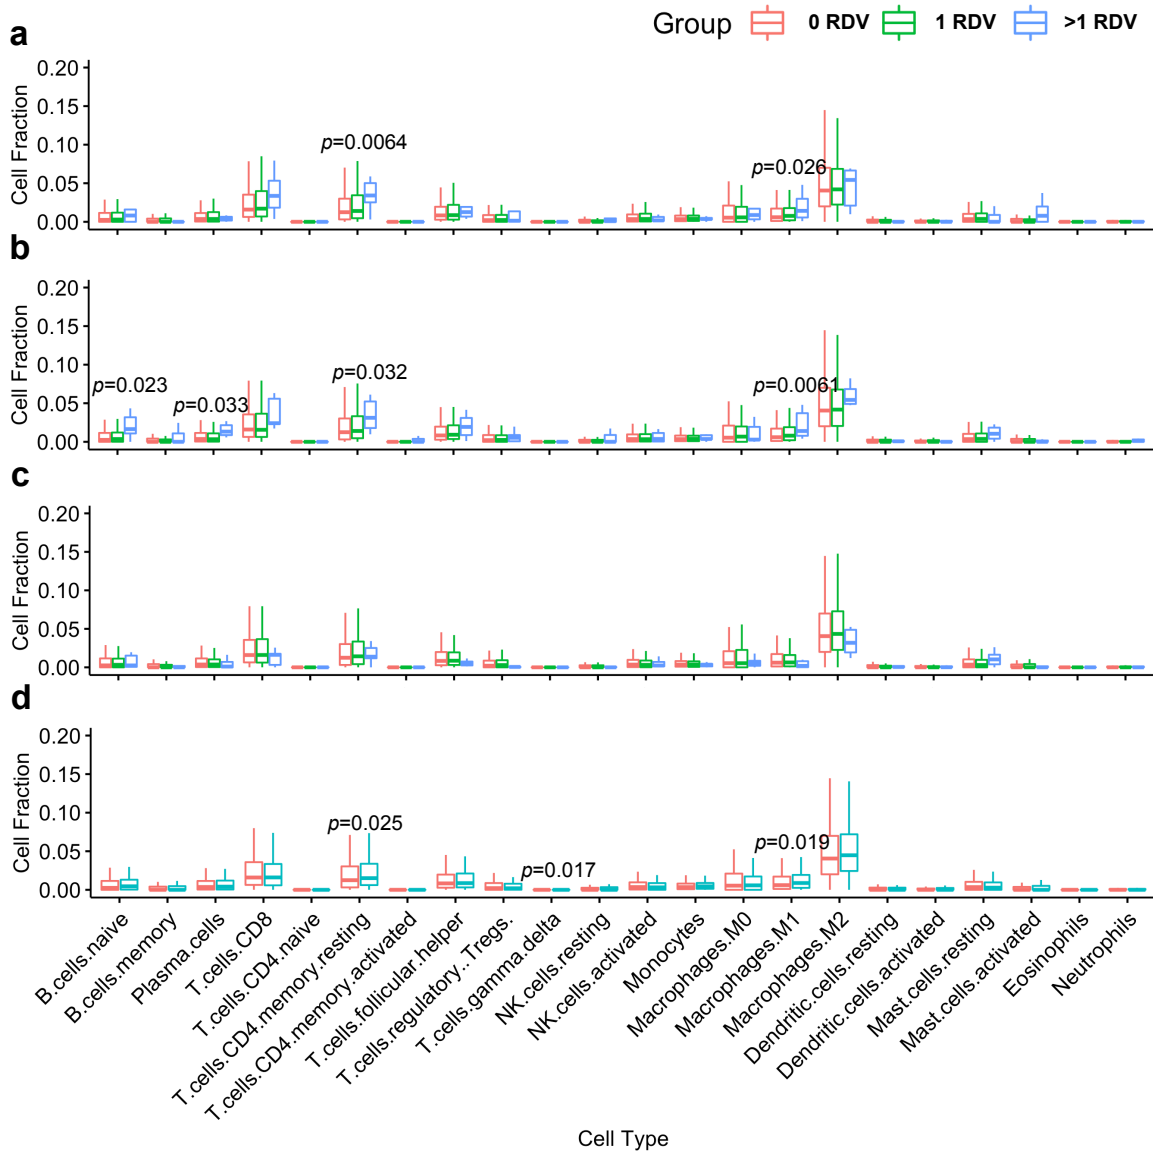 Group 0 RDV 1 RDV >1 RDV
a
Cell Fraction
0.20
0.15
0.10
0.05
0.00
p=0.0064
p=0.026
b
Cell Fraction
0.20
0.15
0.10
0.05
0.00
p=0.023
p=0.033
p=0.032
p=0.0061
c
Cell Fraction
0.20
0.15
0.10
0.05
0.00
d
Cell Fraction
0.20
0.15
0.10
0.05
0.00
p=0.025
p=0.017
p=0.019
B.cells.naive
B.cells.memory
Plasma.cells
T.cells.CD8
T.cells.CD4.naive
T.cells.CD4.memory.resting
T.cells.CD4.memory.activated
T.cells.follicular.helper
T.cells.regulatory..Tregs.
T.cells.gamma.delta
NK.cells.resting
NK.cells.activated
Monocytes
Macrophages.M0
Macrophages.M1
Macrophages.M2
Dendritic.cells.resting
Dendritic.cells.activated
Mast.cells.resting
Mast.cells.activated
Eosinophils
Neutrophils
Cell Type